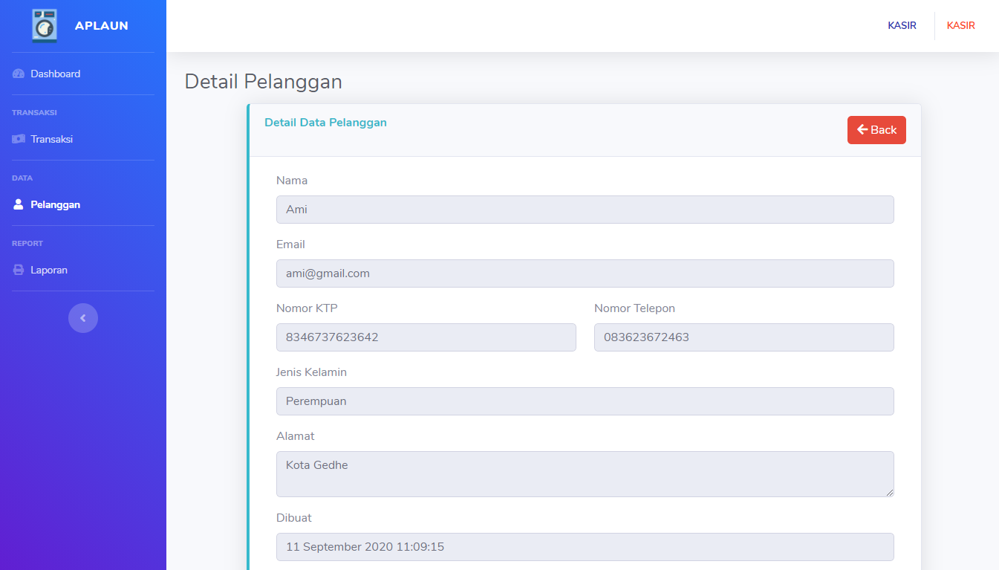 APLAUN
KASIR
KASIR
Dashboard
TRANSAKSI
Transaksi
DATA
Pelanggan
REPORT
Laporan
Detail Pelanggan
Detail Data Pelanggan
Back
Nama
Ami
Email
ami@gmail.com
Nomor KTP
8346737623642
Nomor Telepon
083623672463
Jenis Kelamin
Perempuan
Alamat
Kota Gedhe
Dibuat
11 September 2020 11:09:15